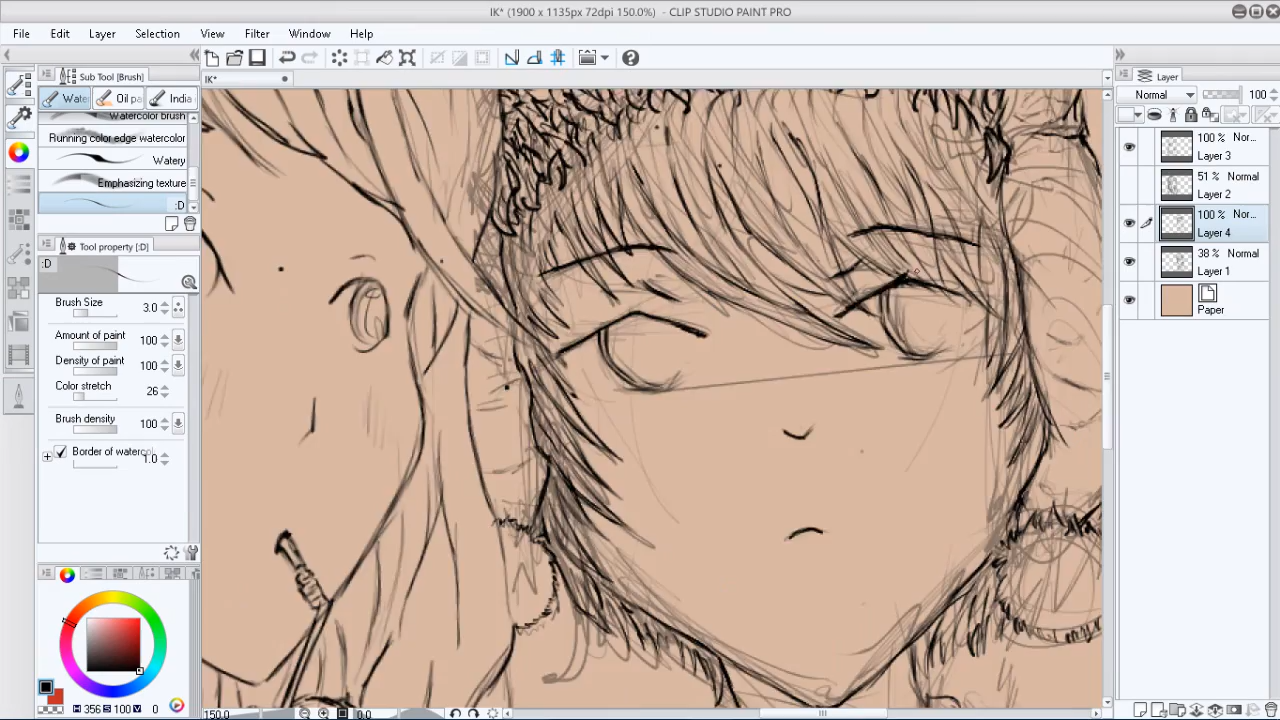 IK* (1900 x 1135px 72dpi 150.0%) - CLIP STUDIO PAINT PRO
File Edit Layer Selection View Filter Window Help
IK*
Sub Tool [Brush]
Wate Oil pa India
Watercolor brush
Running color edge watercolor
Watery
Emphasizing texture
:D
Tool property [:D]
:D
Brush Size 3.0
Amount of paint 100
Density of paint 100
Color stretch 26
Brush density 100
Border of waterco 1.0
H 356 S 100 V 0
150.0 0.0
Layer
Normal 100
100 % Nor...
Layer 3
51 % Normal
Layer 2
100 % Nor...
Layer 4
38 % Normal
Layer 1
Paper